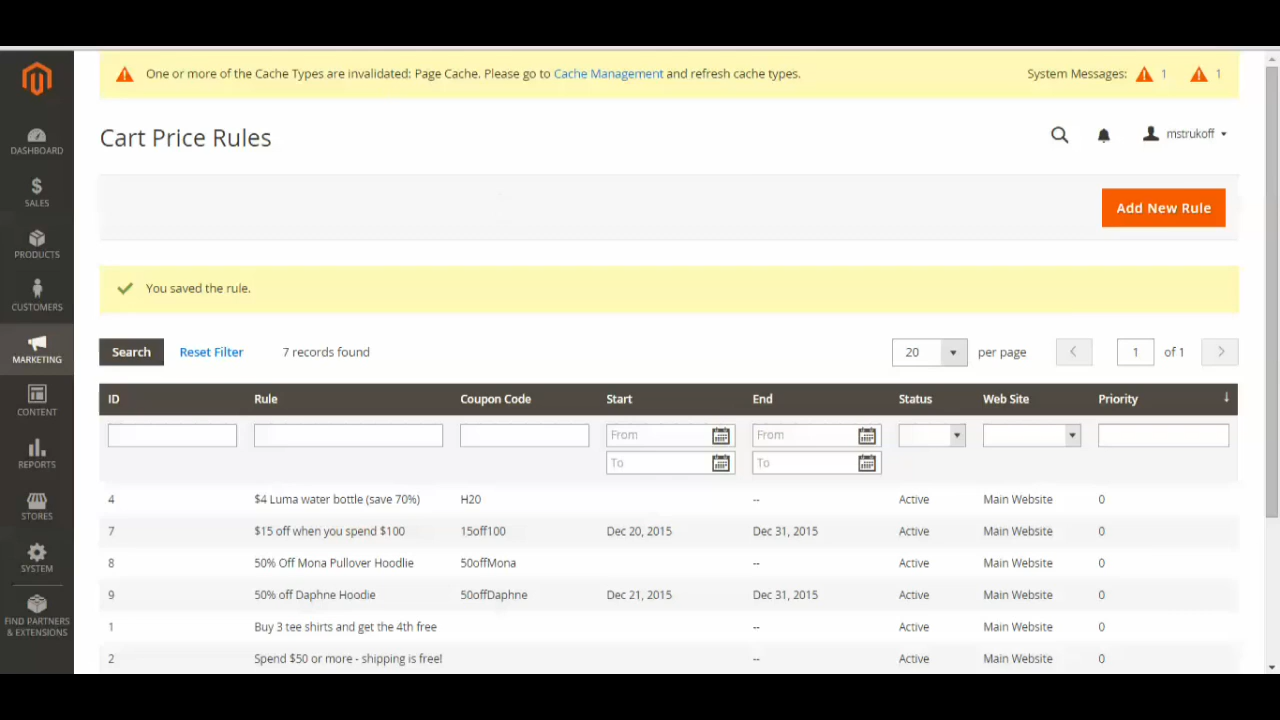 One or more of the Cache Types are invalidated: Page Cache. Please go to Cache Management and refresh cache types. System Messages: 1 1
Cart Price Rules mstrukoff
DASHBOARD
SALES
Add New Rule
PRODUCTS
CUSTOMERS
You saved the rule.
MARKETING
Search Reset Filter 7 records found 20 per page 1 of 1
ID Rule Coupon Code Start End Status Web Site Priority
CONTENT
From From
REPORTS
To To
4 $4 Luma water bottle (save 70%) H20 -- Active Main Website 0
STORES
7 $15 off when you spend $100 15off100 Dec 20, 2015 Dec 31, 2015 Active Main Website 0
SYSTEM
8 50% Off Mona Pullover Hoodlie 50offMona -- Active Main Website 0
9 50% off Daphne Hoodie 50offDaphne Dec 21, 2015 Dec 31, 2015 Active Main Website 0
FIND PARTNERS
& EXTENSIONS
1 Buy 3 tee shirts and get the 4th free -- Active Main Website 0
2 Spend $50 or more - shipping is free! -- Active Main Website 0